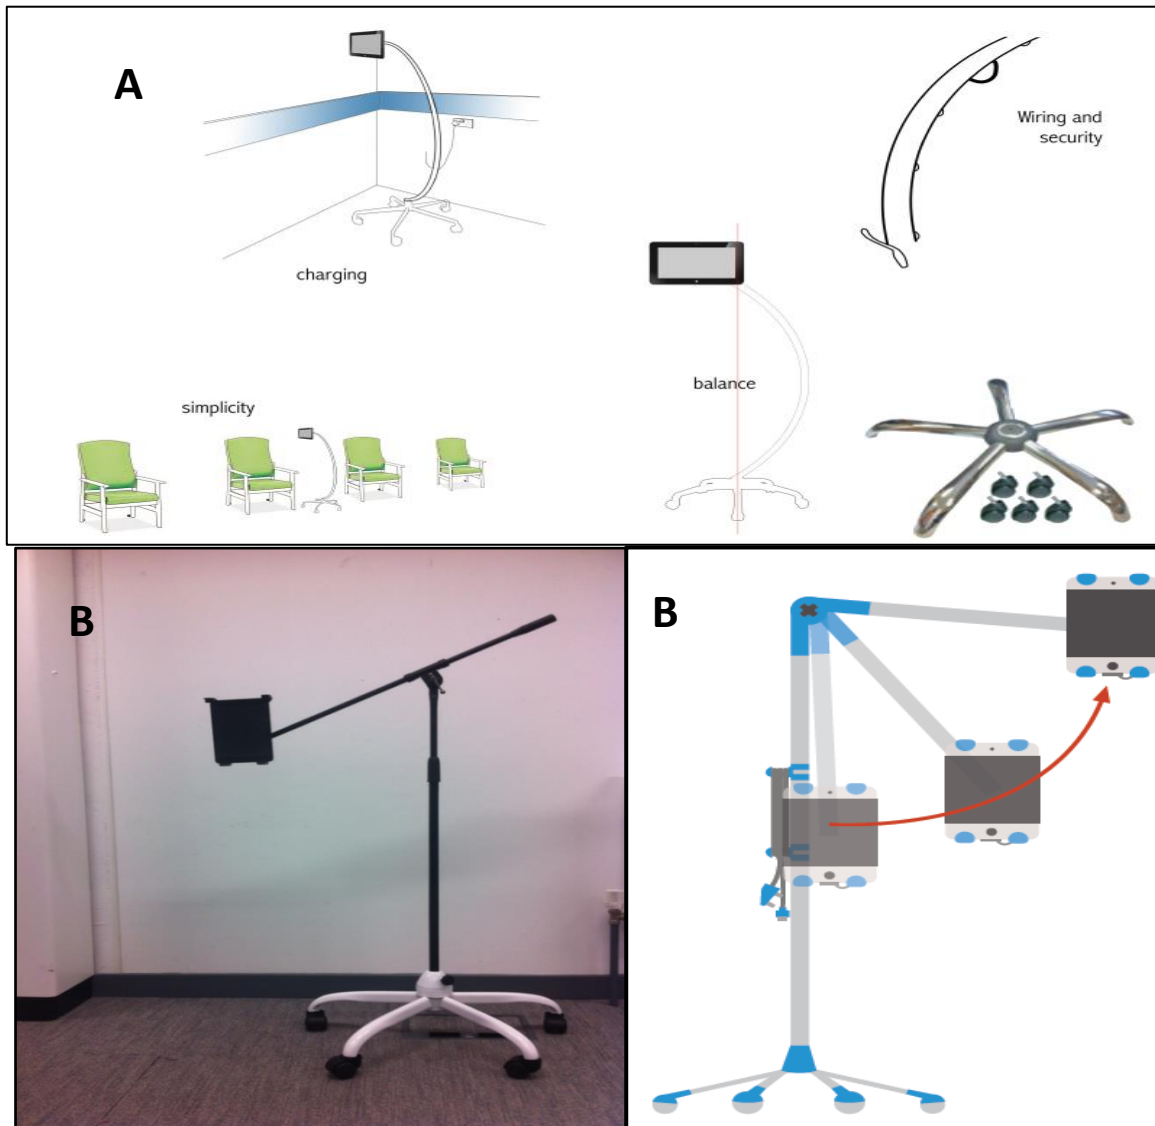 A
Wiring and
security
charging
balance
simplicity
B
B